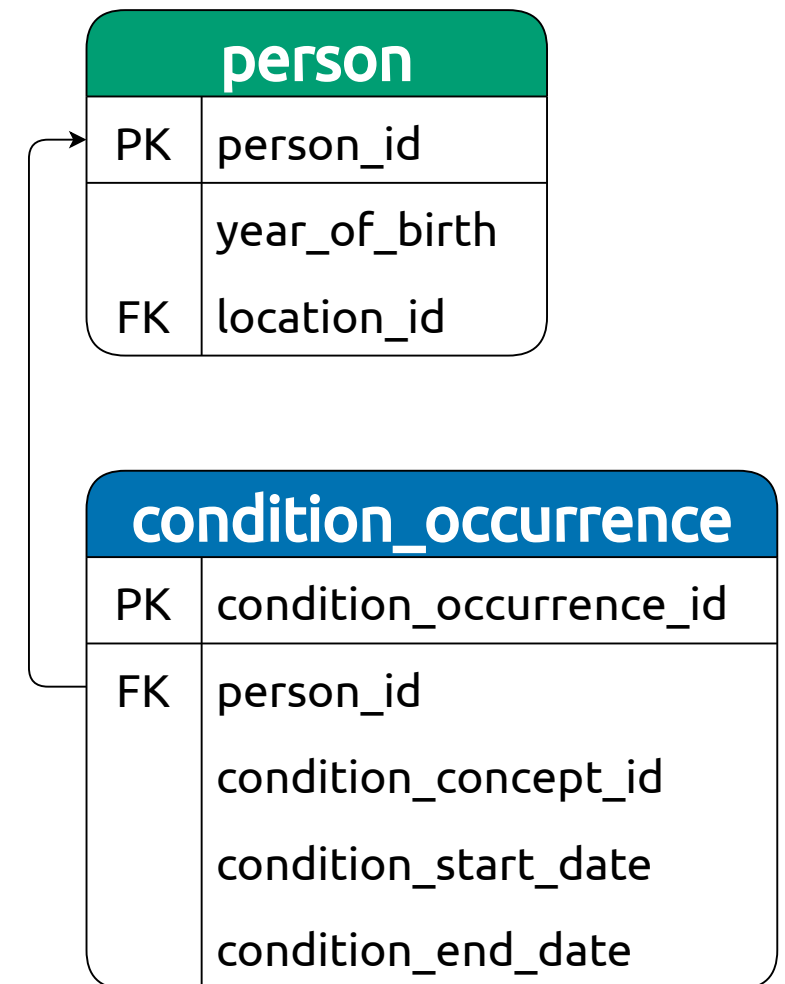 person
PK person_id
year_of_birth
FK location_id
condition_occurrence
PK condition_occurrence_id
FK person_id
condition_concept_id
condition_start_date
condition_end_date